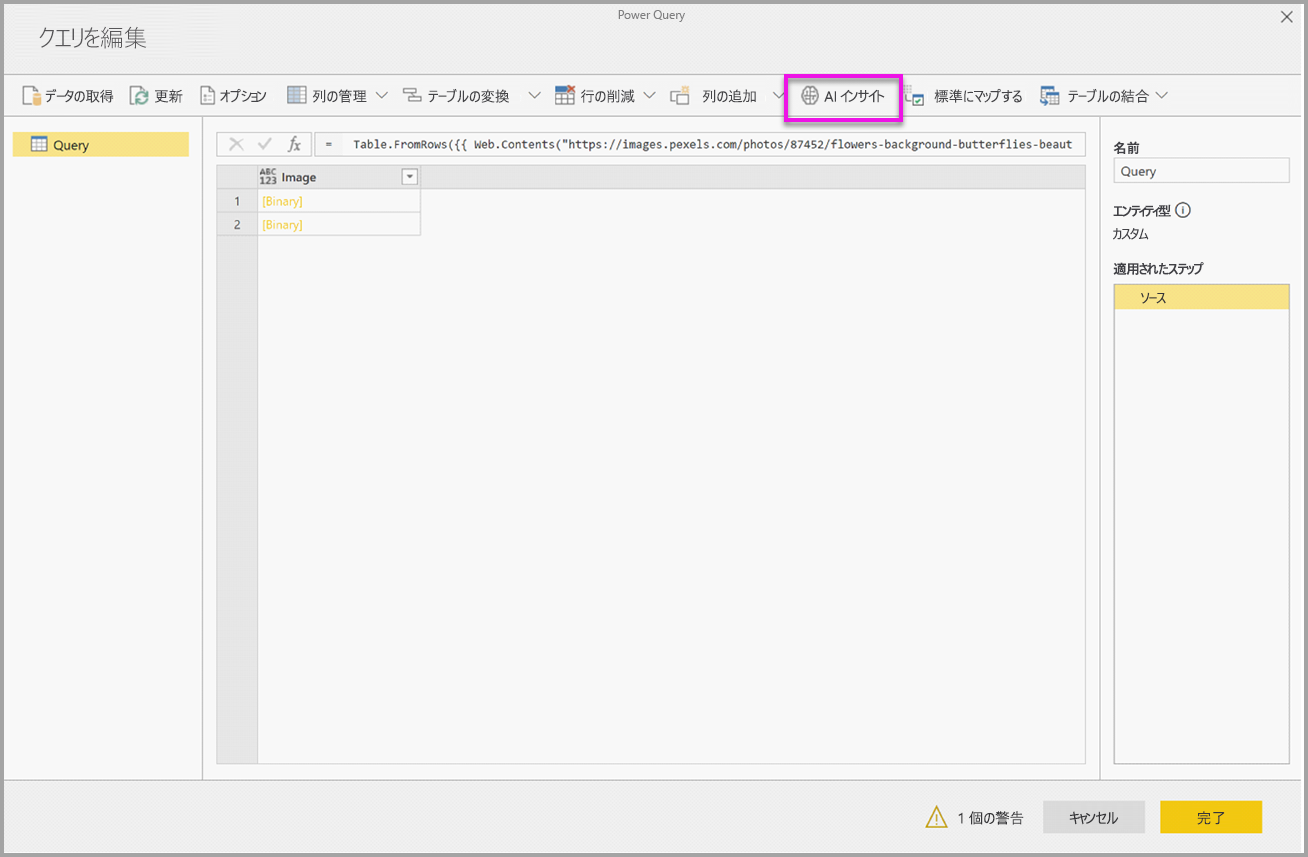 Power Query
クエリを編集
データの取得 更新 オプション 列の管理 テーブルの変換 行の削減 列の追加 AI インサイト 標準にマップする テーブルの結合
Query
fx = Table.FromRows({{ Web.Contents("https://images.pexels.com/photos/87452/flowers-background-butterflies-beaut
ABC 123 Image
1 [Binary]
2 [Binary]
名前
Query
エンティティ型
カスタム
適用されたステップ
ソース
1 個の警告 キャンセル 完了